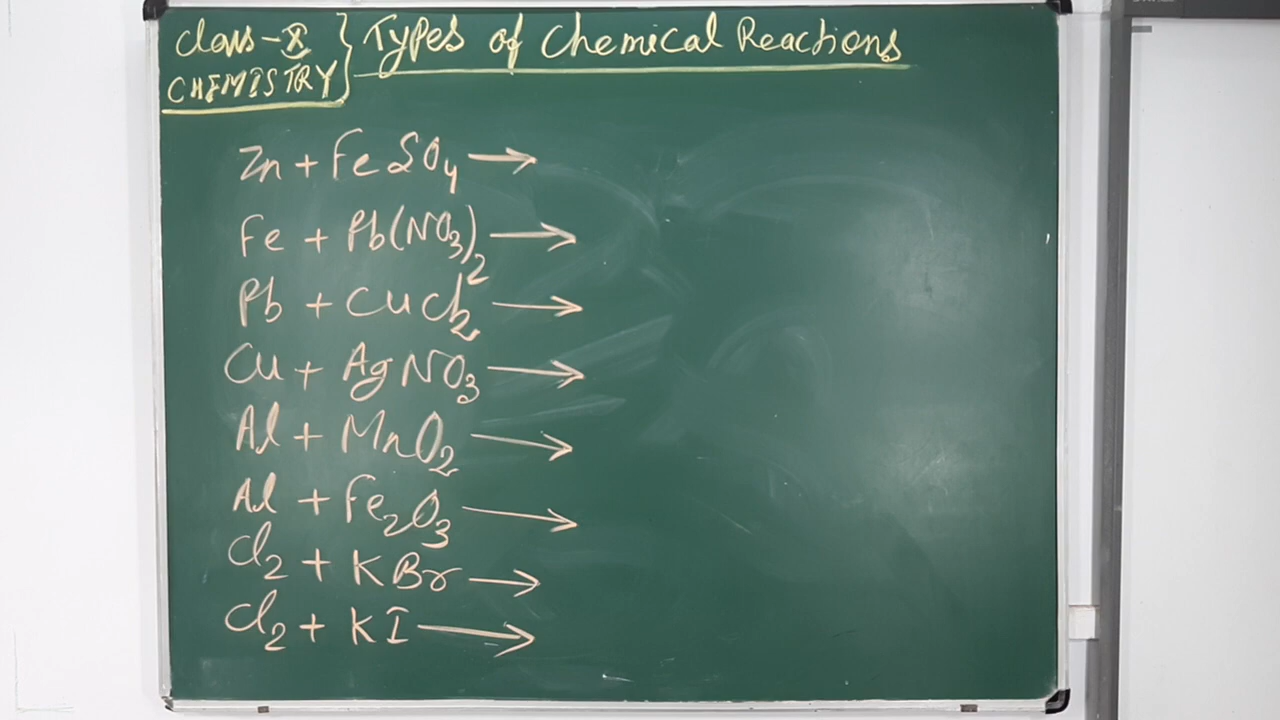 Class-X } Types of Chemical Reactions
CHEMISTRY
Zn + FeSO₄ →
Fe + Pb(NO₃)₂ →
Pb + CuCl₂ →
Cu + AgNO₃ →
Al + MnO₂ →
Al + Fe₂O₃ →
Cl₂ + KBr →
Cl₂ + KI →